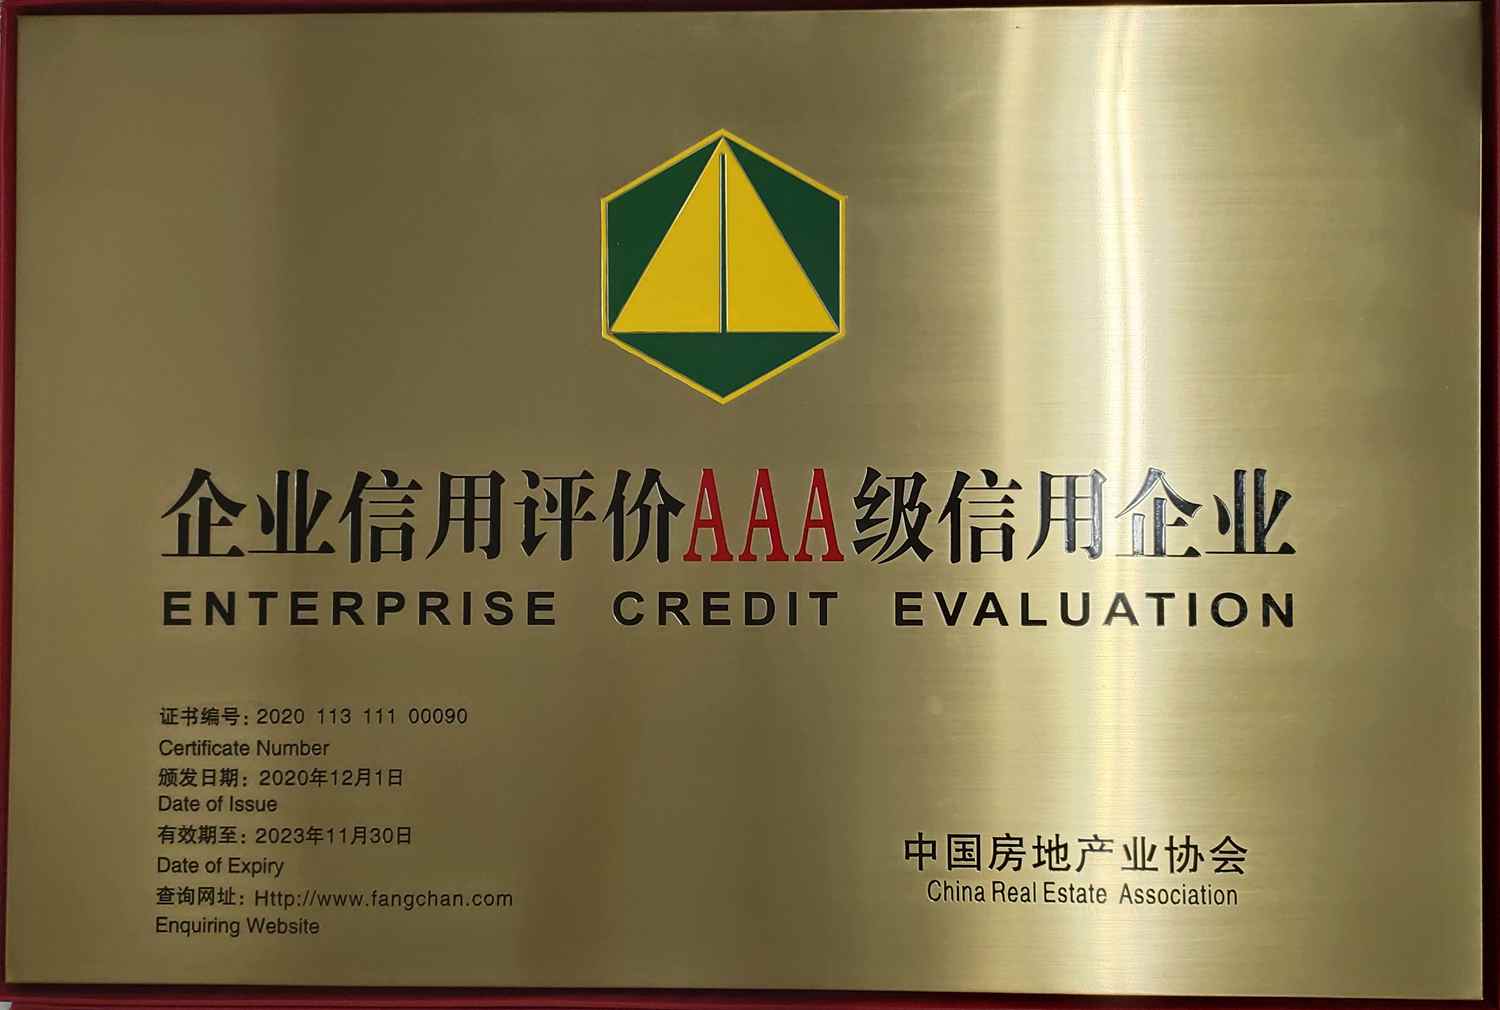 企业信用评价AAA级信用企业
ENTERPRISE CREDIT EVALUATION
证书编号: 2020 113 111 00090
Certificate Number
颁发日期: 2020年12月1日
Date of Issue
有效期至: 2023年11月30日
Date of Expiry
查询网址: Http://www.fangchan.com
Enquiring Website
中国房地产业协会
China Real Estate Association